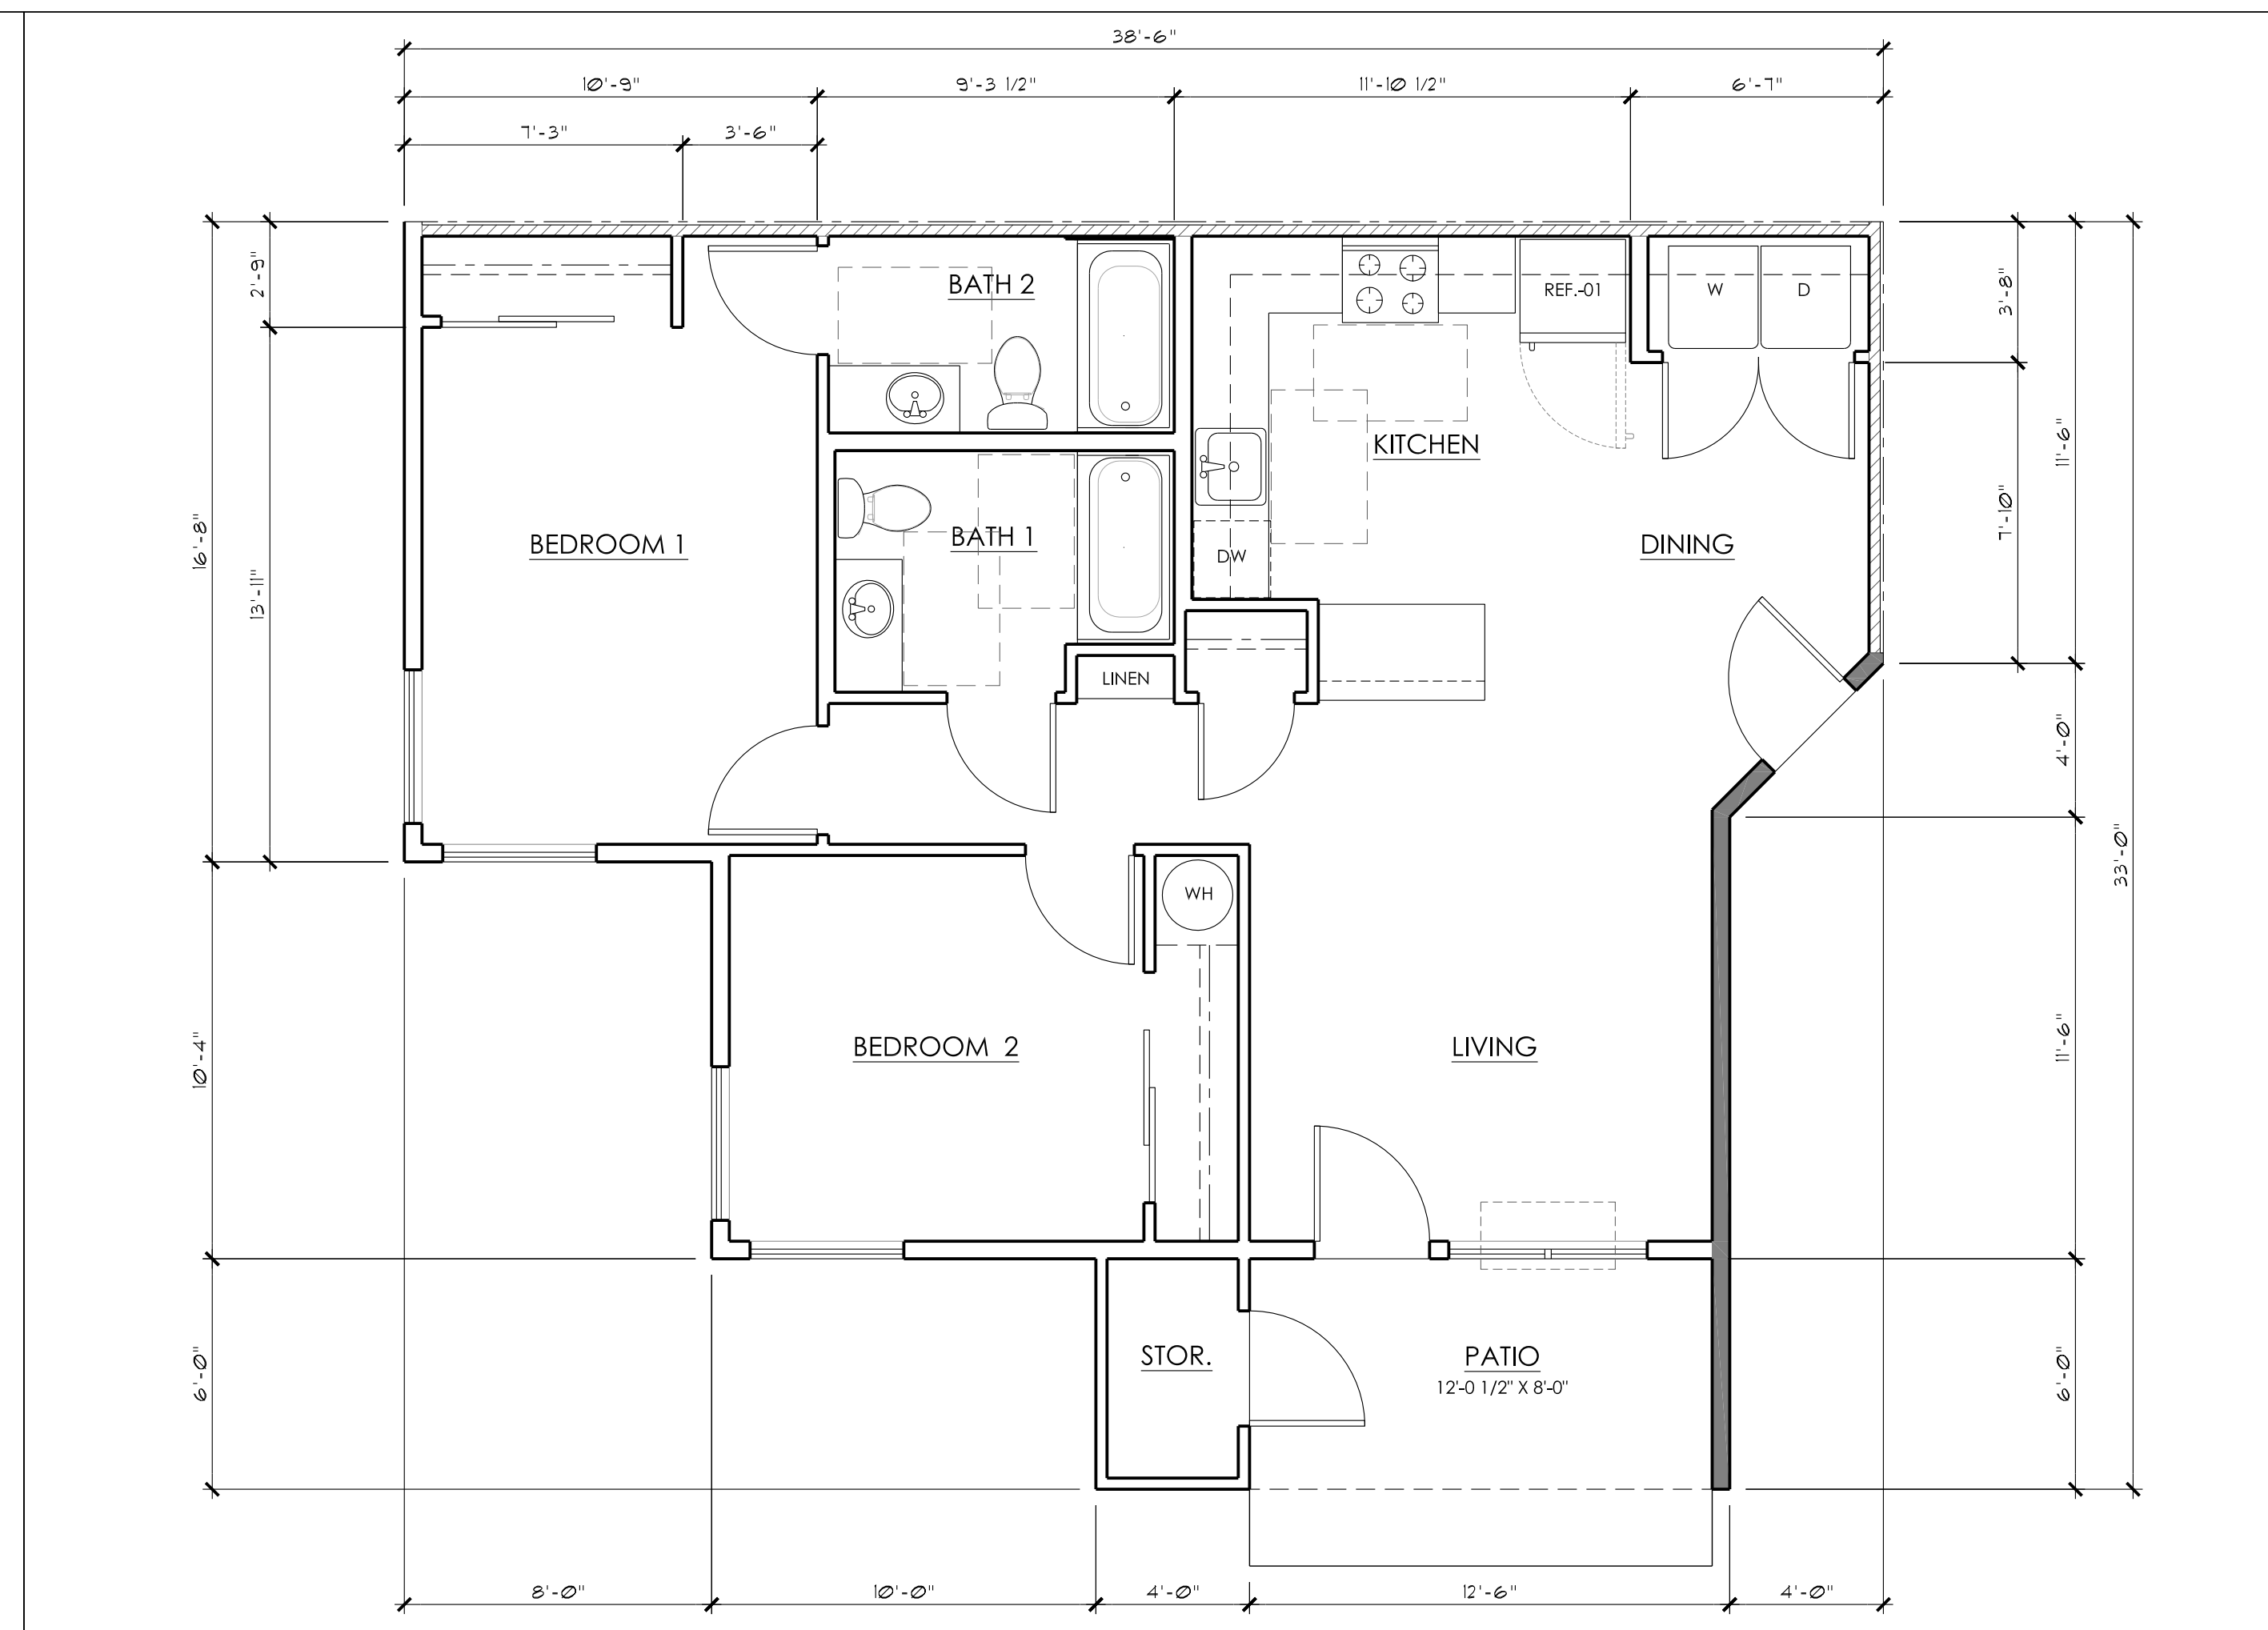 38'-6"
10'-9" 9'-3 1/2" 11'-10 1/2" 6'-7"
7'-3" 3'-6"
2'-9"
3'-8"
BATH 2
REF.-01
W
D
KITCHEN
11'-6"
7'-10"
16'-8"
13'-11"
BEDROOM 1
BATH 1
DW
DINING
LINEN
4'-0"
33'-0"
WH
10'-4"
BEDROOM 2
LIVING
11'-6"
6'-0"
STOR.
PATIO
12'-0 1/2" X 8'-0"
6'-0"
8'-0" 10'-0" 4'-0" 12'-6" 4'-0"